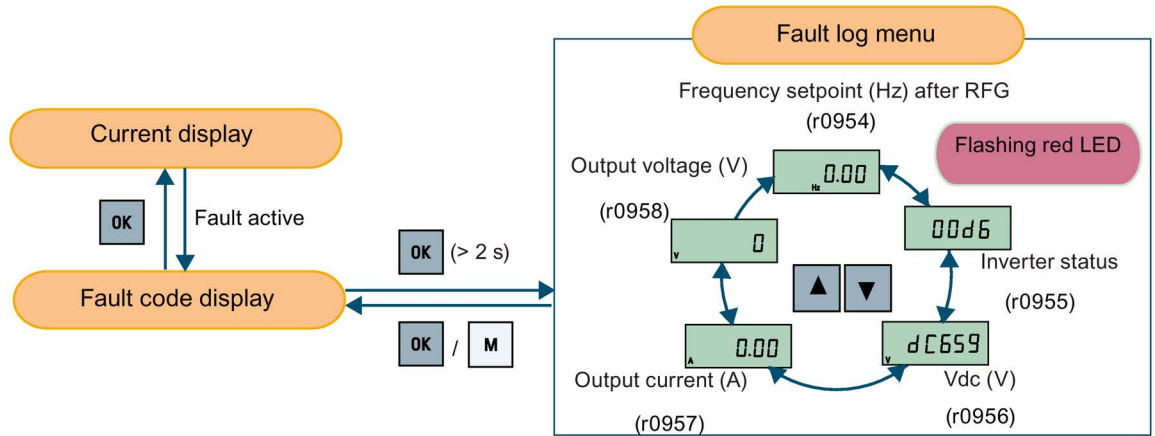 Fault log menu
Frequency setpoint (Hz) after RFG
(r0954)
Current display
Flashing red LED
Output voltage (V)
Hz 0.00
(r0958)
OK
Fault active
00d6
V 0
OK (> 2 s)
Inverter status
(r0955)
▲ ▼
Fault code display
OK / M
A 0.00
V dC659
Output current (A)
Vdc (V)
(r0957)
(r0956)